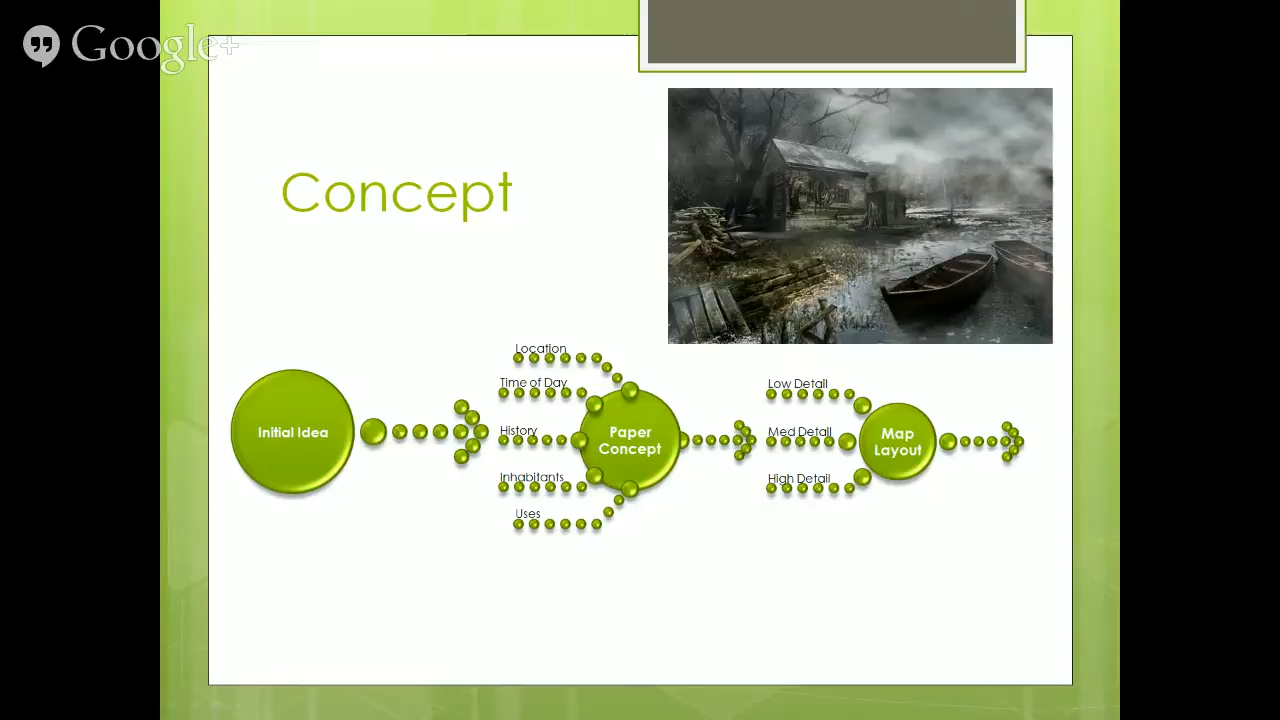 Google+
Concept
Initial Idea
Location
Time of Day
History
Inhabitants
Uses
Paper
Concept
Low Detail
Med Detail
High Detail
Map
Layout